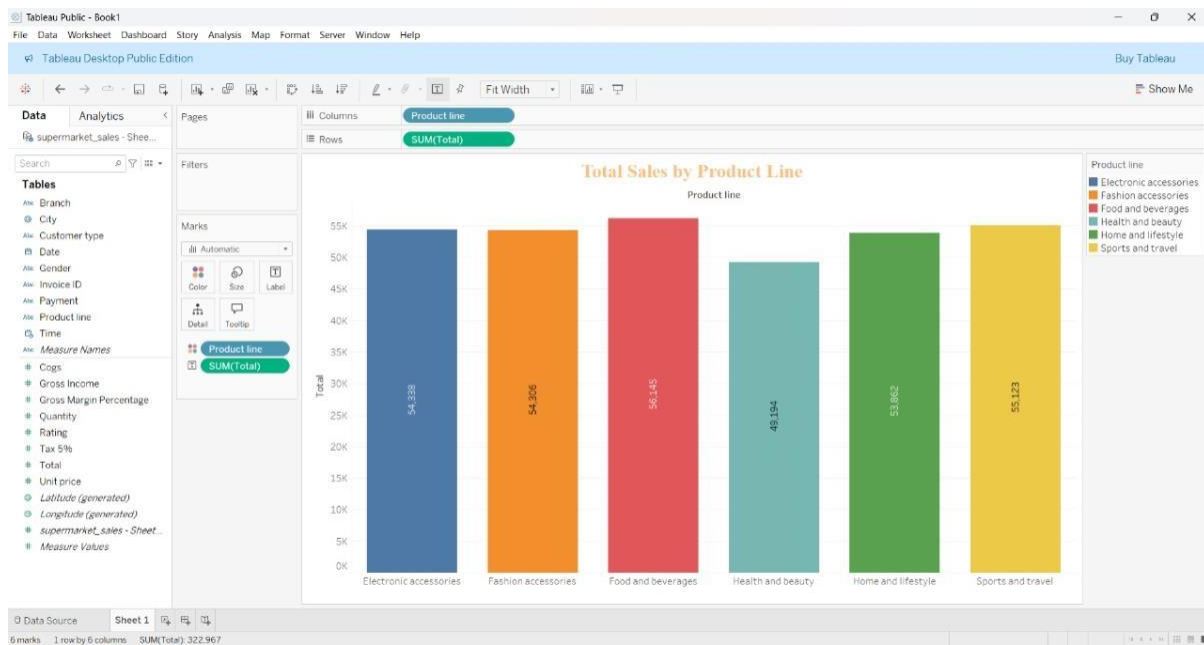 Tableau Public - Book1
File Data Worksheet Dashboard Story Analysis Map Format Server Window Help
Tableau Desktop Public Edition
Buy Tableau
Fit Width
Show Me
Data
Analytics
supermarket_sales - Shee...
Search
Tables
Abc Branch
City
Abc Customer type
Date
Abc Gender
Abc Invoice ID
Abc Payment
Abc Product line
Time
Abc Measure Names
# Cogs
# Gross Income
# Gross Margin Percentage
# Quantity
# Rating
# Tax 5%
# Total
# Unit price
Latitude (generated)
Longitude (generated)
# supermarket_sales - Sheet...
# Measure Values
Pages
Filters
Marks
Automatic
Color Size Label
Detail Tooltip
Product line
SUM(Total)
Columns
Product line
Rows
SUM(Total)
Total Sales by Product Line
Product line
Total
55K
50K
45K
40K
35K
30K
25K
20K
15K
10K
5K
0K
54,338
54,306
56,145
49,194
53,862
55,123
Electronic accessories
Fashion accessories
Food and beverages
Health and beauty
Home and lifestyle
Sports and travel
Product line
Electronic accessories
Fashion accessories
Food and beverages
Health and beauty
Home and lifestyle
Sports and travel
Data Source
Sheet 1
6 marks 1 row by 6 columns SUM(Total): 322,967